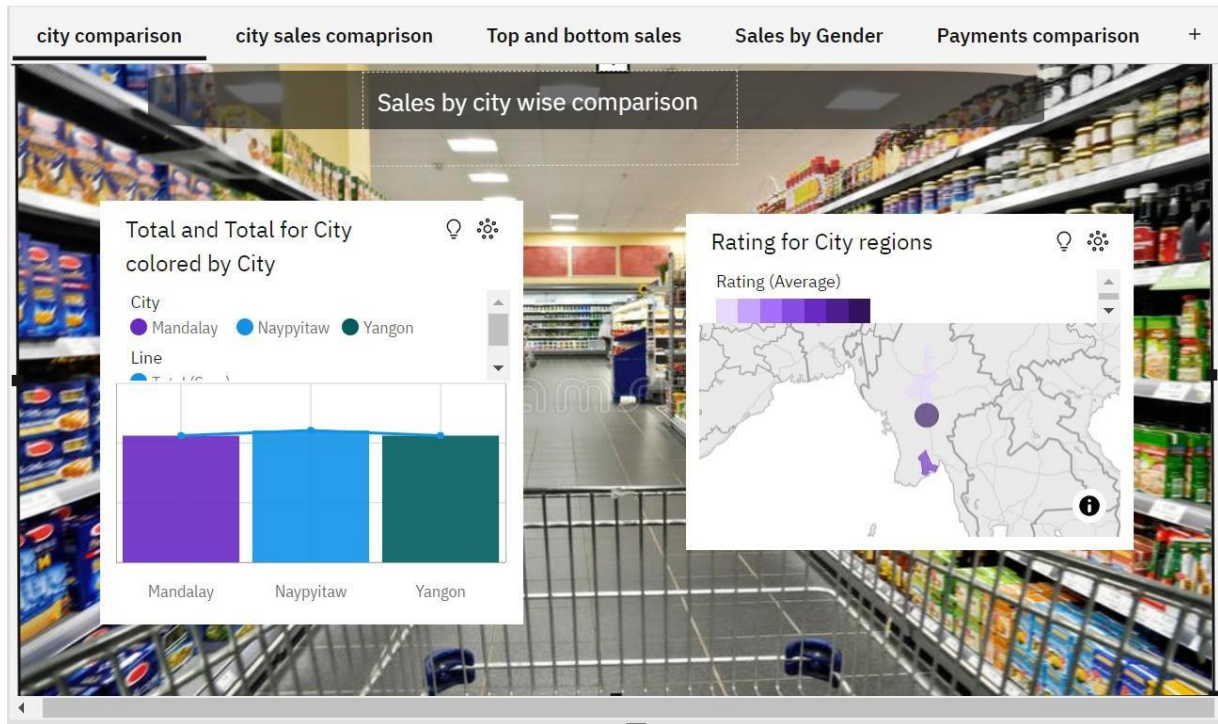 city comparison
city sales comaprison
Top and bottom sales
Sales by Gender
Payments comparison
+
Sales by city wise comparison
Total and Total for City
colored by City
City
Mandalay
Naypyitaw
Yangon
Line
Mandalay
Naypyitaw
Yangon
Rating for City regions
Rating (Average)